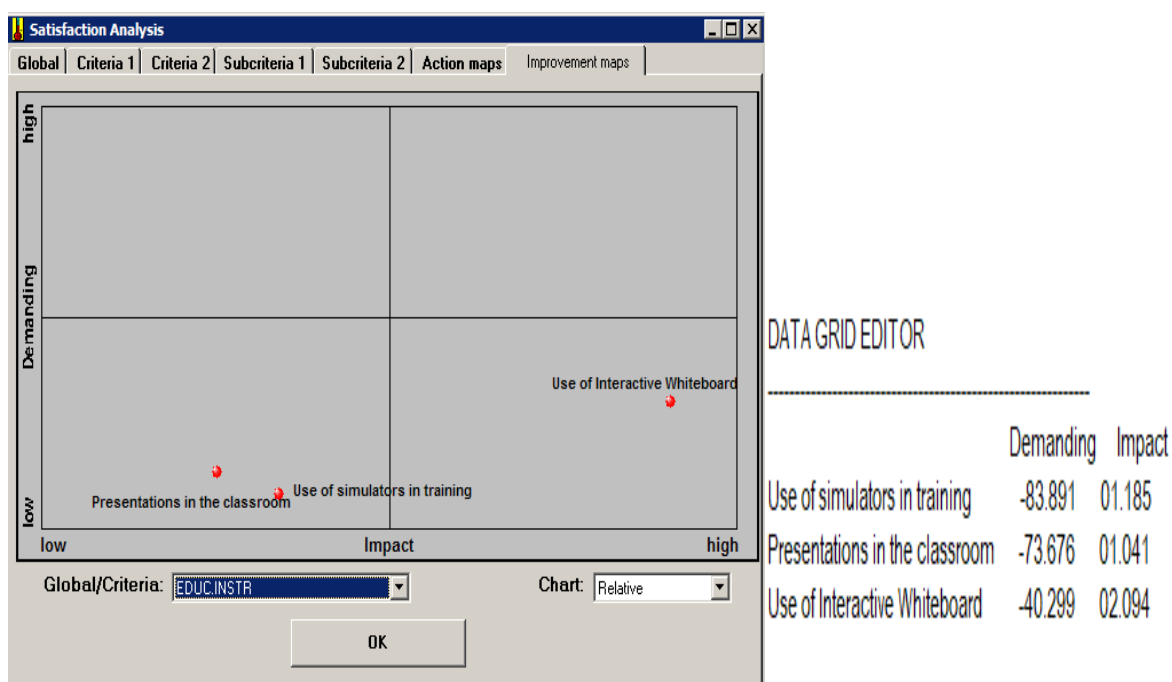 Satisfaction Analysis
Global Criteria 1 Criteria 2 Subcriteria 1 Subcriteria 2 Action maps Improvement maps
high
Demanding
low
Use of Interactive Whiteboard
Use of simulators in training
Presentations in the classroom
low Impact high
Global/Criteria: EDUC.INSTR Chart: Relative
OK
DATA GRID EDITOR
--------------------------------------------------------------
Demanding Impact
Use of simulators in training -83.891 01.185
Presentations in the classroom -73.676 01.041
Use of Interactive Whiteboard -40.299 02.094